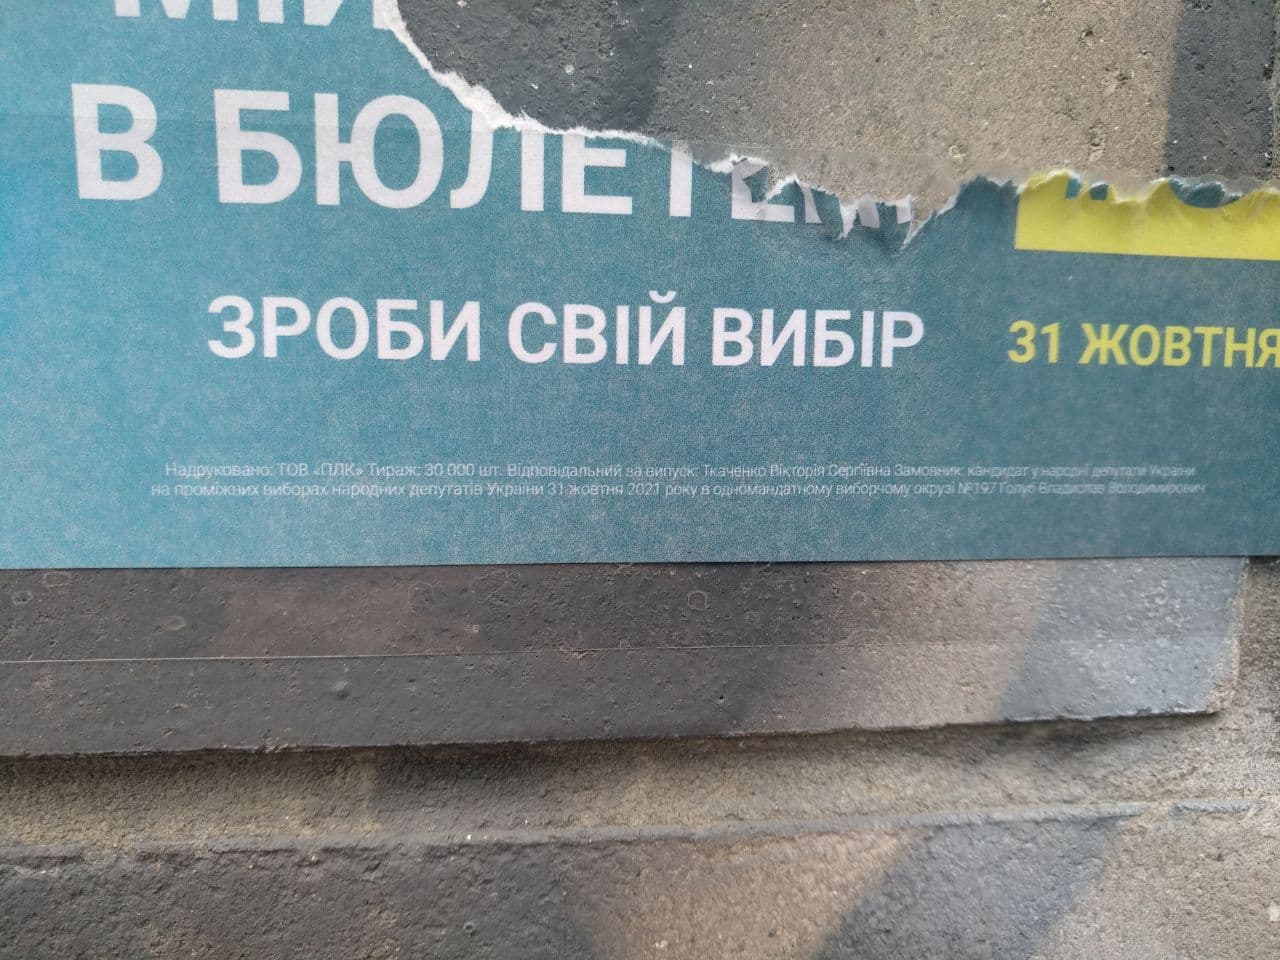 МІЙ
В БЮЛЕТЕНІ
ЗРОБИ СВІЙ ВИБІР
31 ЖОВТНЯ
Надруковано: ТОВ «ПЛК» Тираж: 30 000 шт. Відповідальний за випуск: Ткаченко Вікторія Сергіївна Замовник: кандидат у народні депутати України
на проміжних виборах народних депутатів України 31 жовтня 2021 року в одномандатному виборчому окрузі №197 Голуб Владислав Володимирович